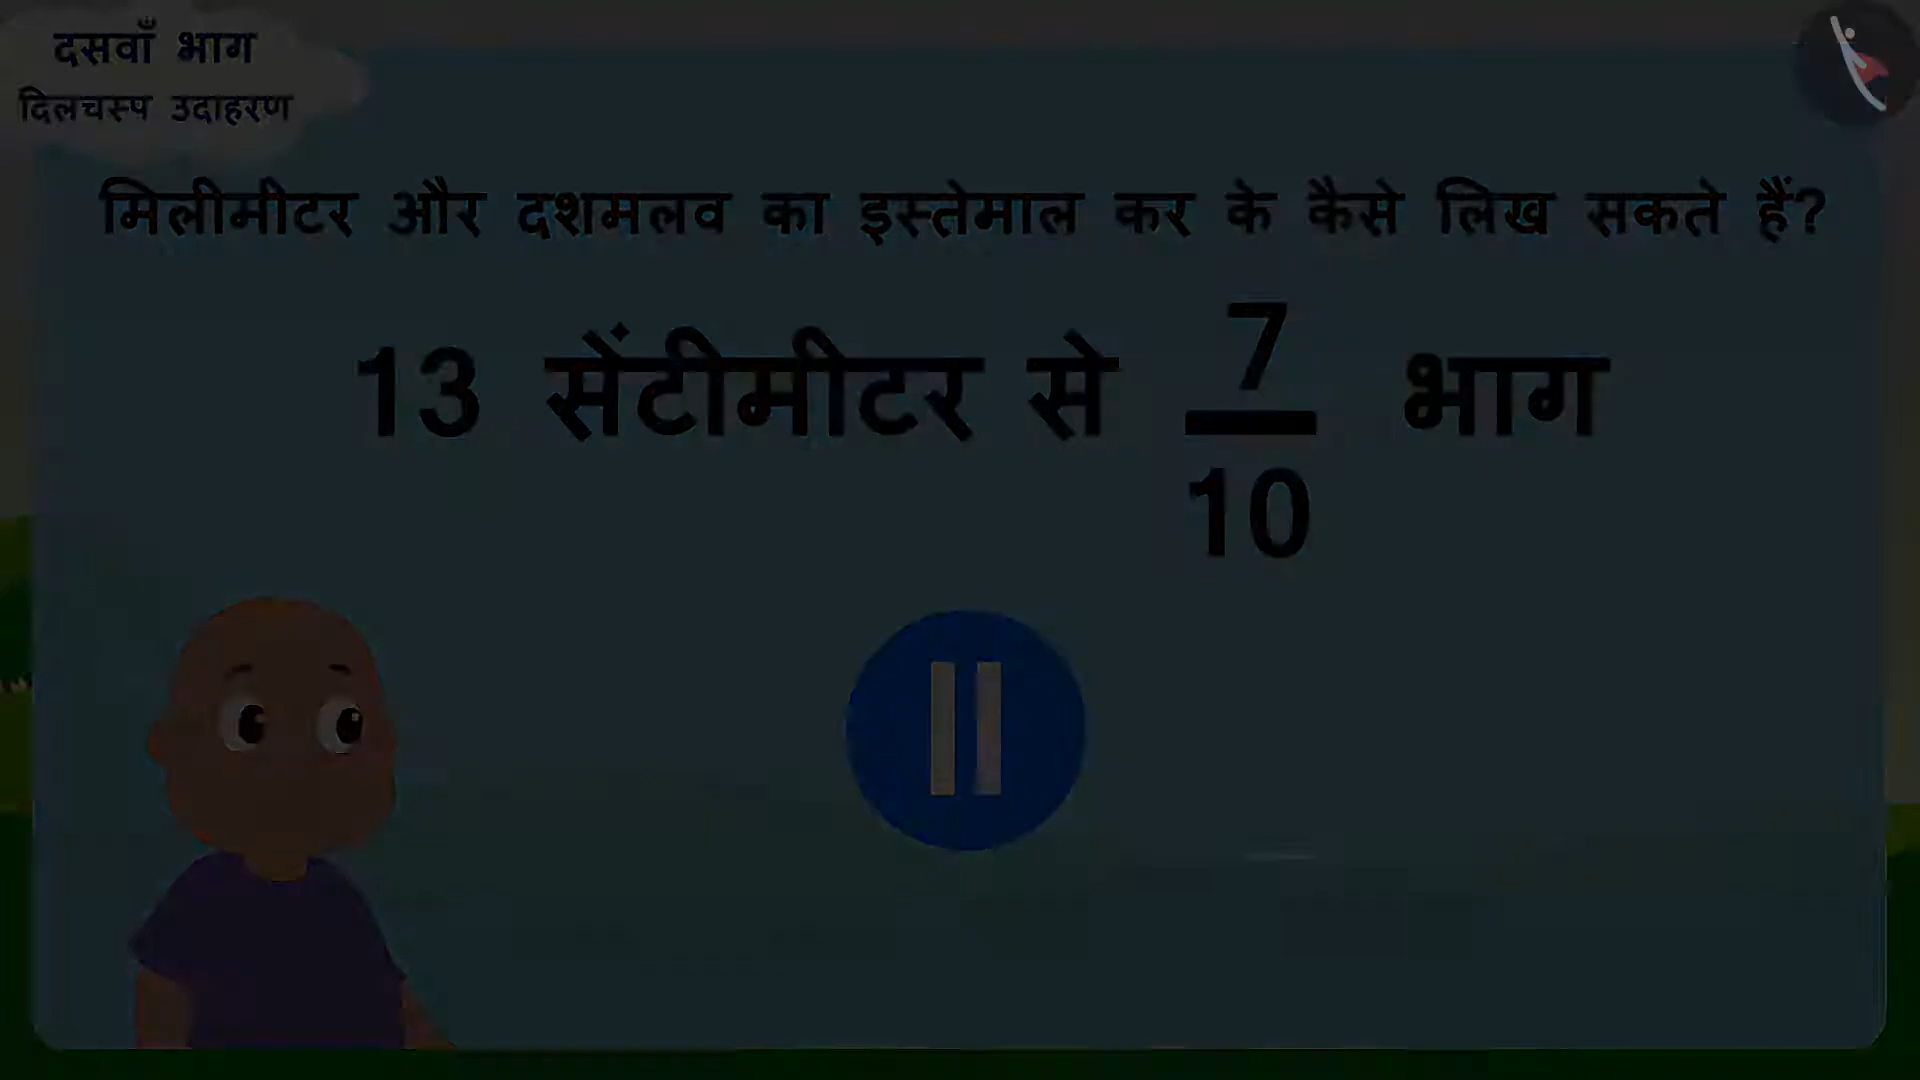 दसवाँ भाग
दिलचस्प उदाहरण
मिलीमीटर और दशमलव का इस्तेमाल कर के कैसे लिख सकते हैं?
13 सेंटीमीटर से 7/10 भाग